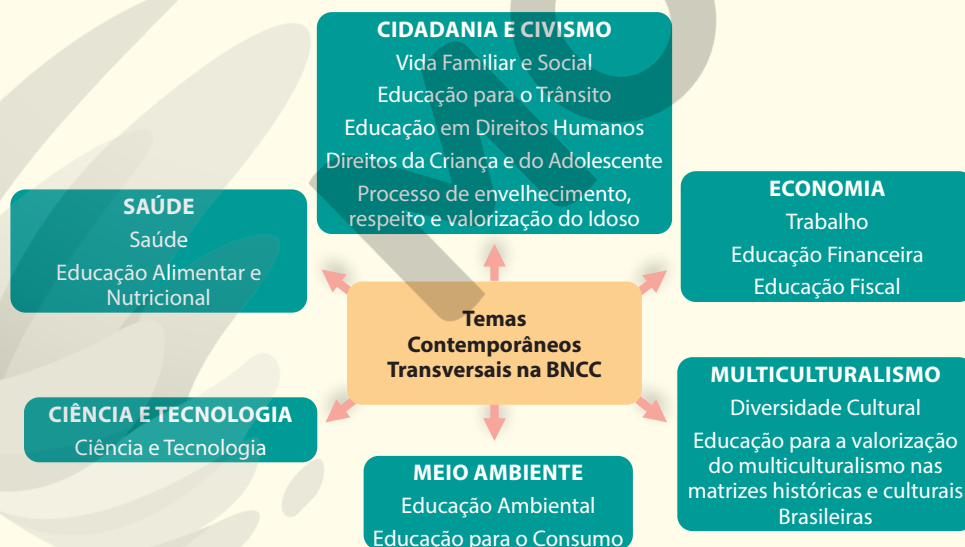 CIDADANIA E CIVISMO
Vida Familiar e Social
Educação para o Trânsito
Educação em Direitos Humanos
Direitos da Criança e do Adolescente
Processo de envelhecimento,
respeito e valorização do Idoso
SAÚDE
Saúde
Educação Alimentar e
Nutricional
ECONOMIA
Trabalho
Educação Financeira
Educação Fiscal
Temas
Contemporâneos
Transversais na BNCC
CIÊNCIA E TECNOLOGIA
Ciência e Tecnologia
MULTICULTURALISMO
Diversidade Cultural
Educação para a valorização
do multiculturalismo nas
matrizes históricas e culturais
Brasileiras
MEIO AMBIENTE
Educação Ambiental
Educação para o Consumo